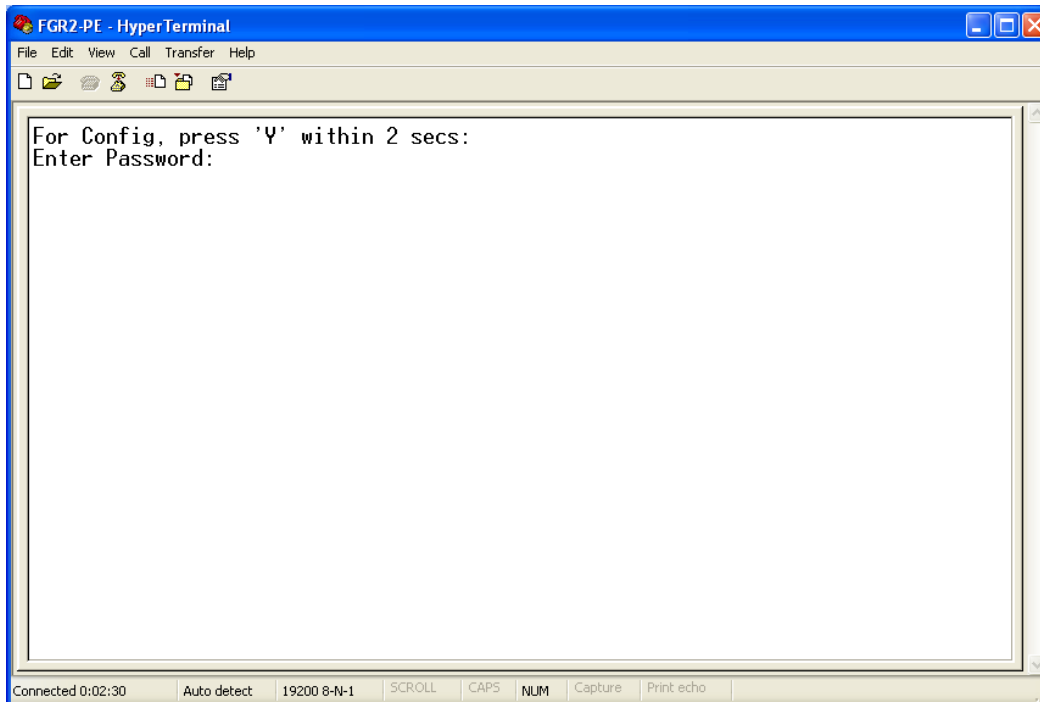 FGR2-PE - HyperTerminal
File Edit View Call Transfer Help
For Config, press 'Y' within 2 secs:
Enter Password:
Connected 0:02:30 Auto detect 19200 8-N-1 SCROLL CAPS NUM Capture Print echo